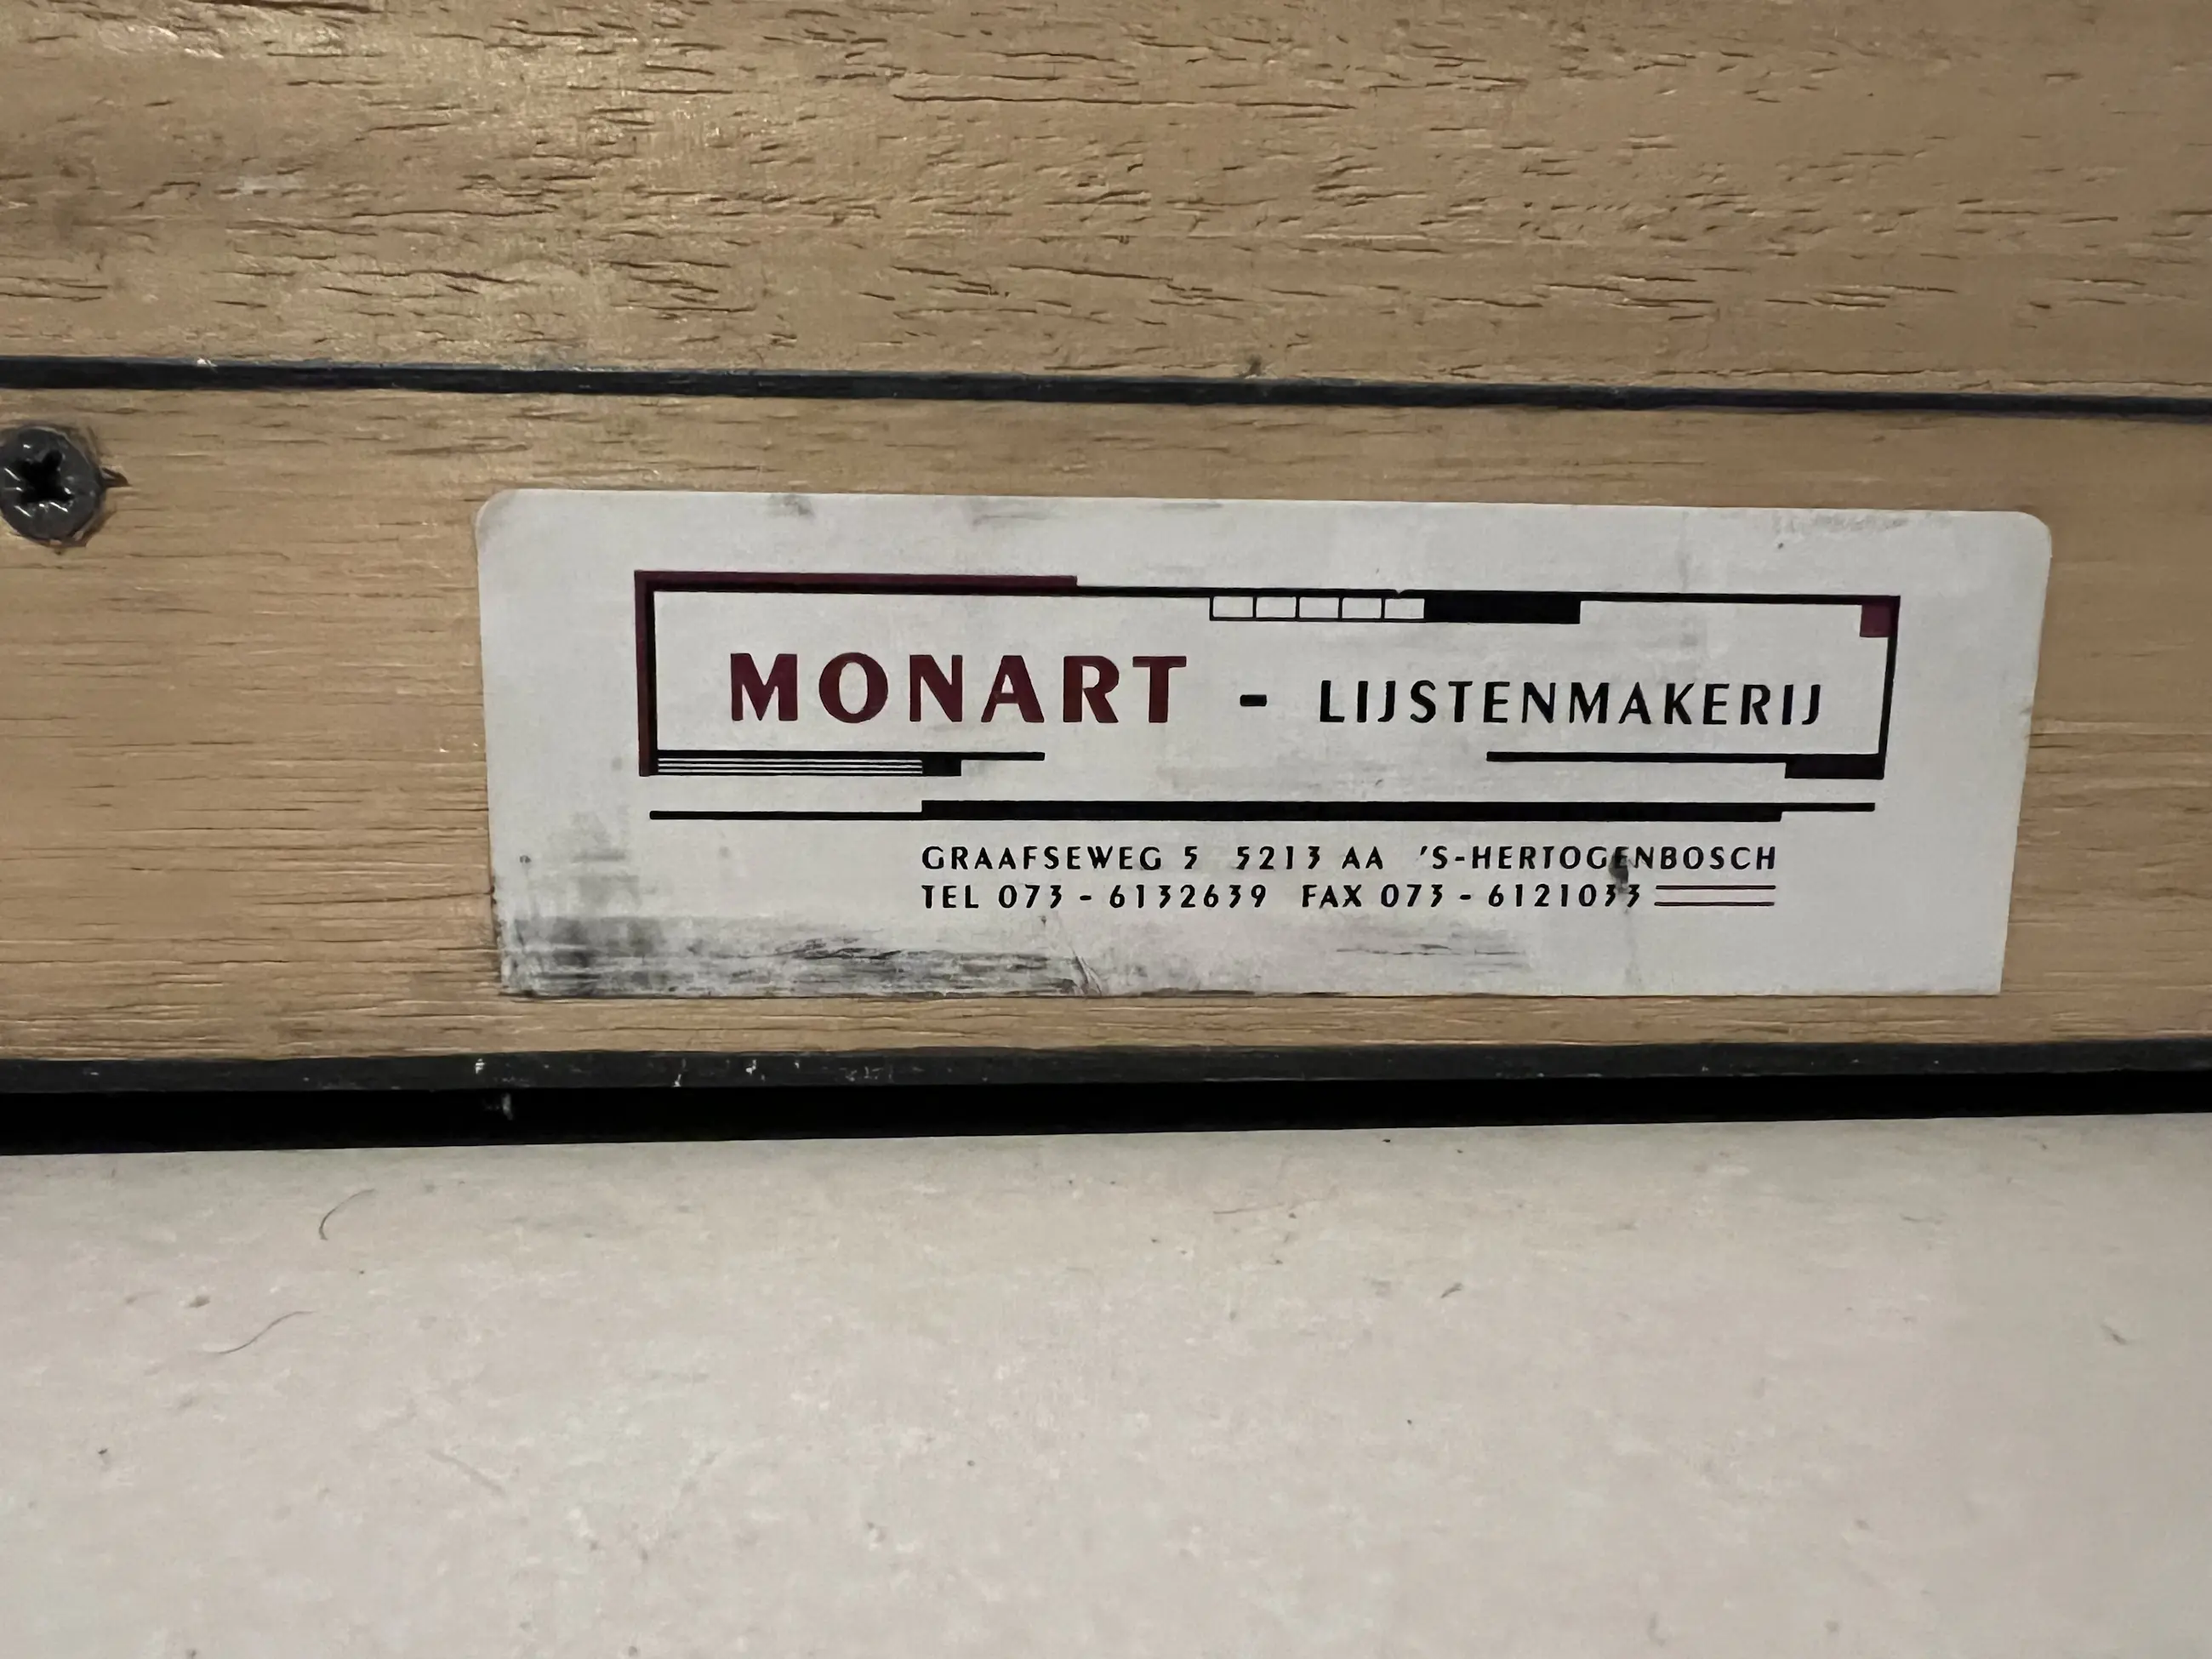 MONART - LIJSTENMAKERIJ
GRAAFSEWEG 5 5213 AA 'S-HERTOGENBOSCH
TEL 073 - 6132639 FAX 073 - 6121033